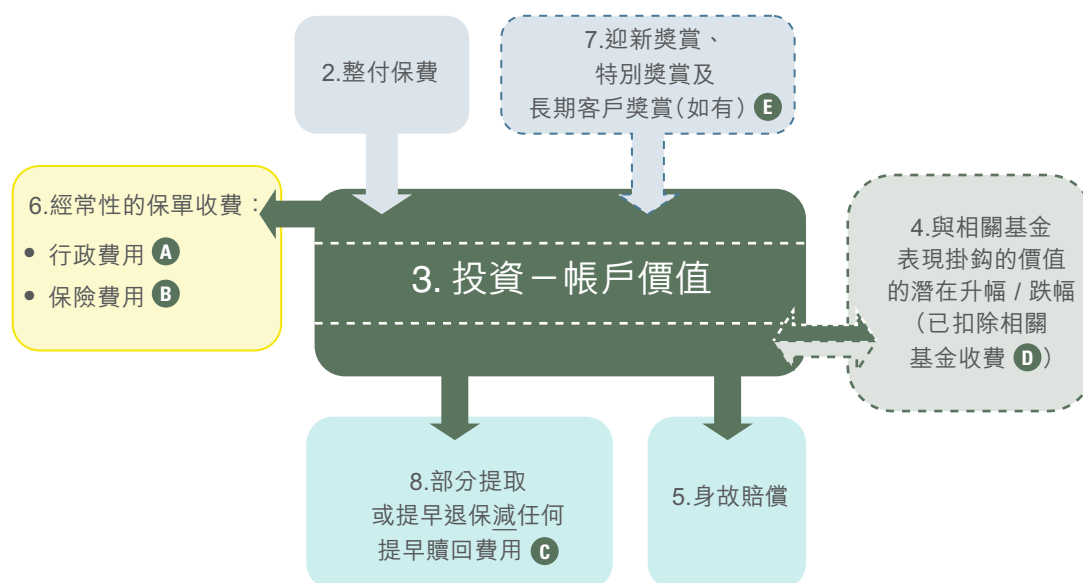 2.整付保費
7.迎新獎賞、
特別獎賞及
長期客戶獎賞(如有) E
6.經常性的保單收費：
• 行政費用 A
• 保險費用 B
3. 投資－帳戶價值
4.與相關基金
表現掛鈎的價值
的潛在升幅 / 跌幅
（已扣除相關
基金收費 D）
8.部分提取
或提早退保減任何
提早贖回費用 C
5.身故賠償